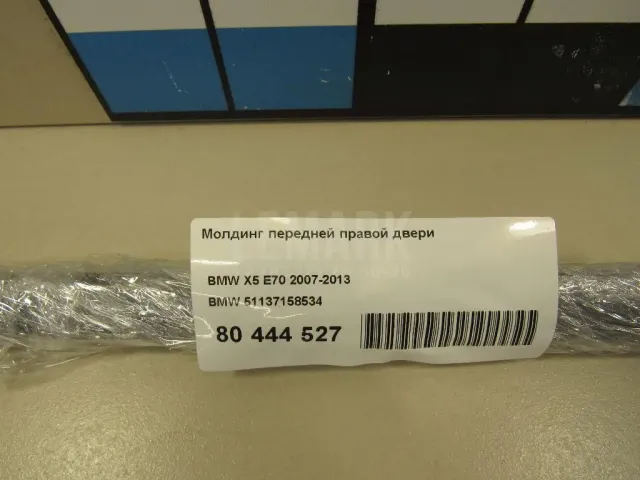 Молдинг передней правой двери
BMW X5 E70 2007-2013
BMW 51137158534
80 444 527